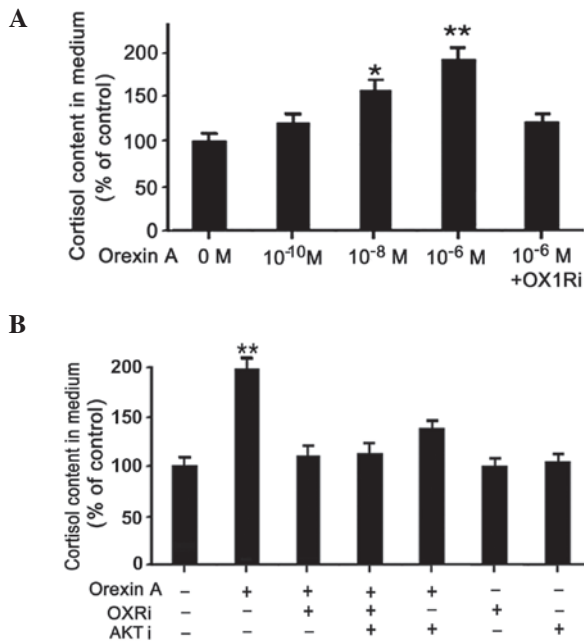 A
Cortisol content in medium
(% of control)
200
150
100
50
0
*
**
Orexin A 0 M 10⁻¹⁰M 10⁻⁸ M 10⁻⁶ M 10⁻⁶ M
+OX1Ri
B
Cortisol content in medium
(% of control)
200
150
100
50
0
**
Orexin A − + + + + − −
OXRi − − + + − + −
AKT i − − − + + − +